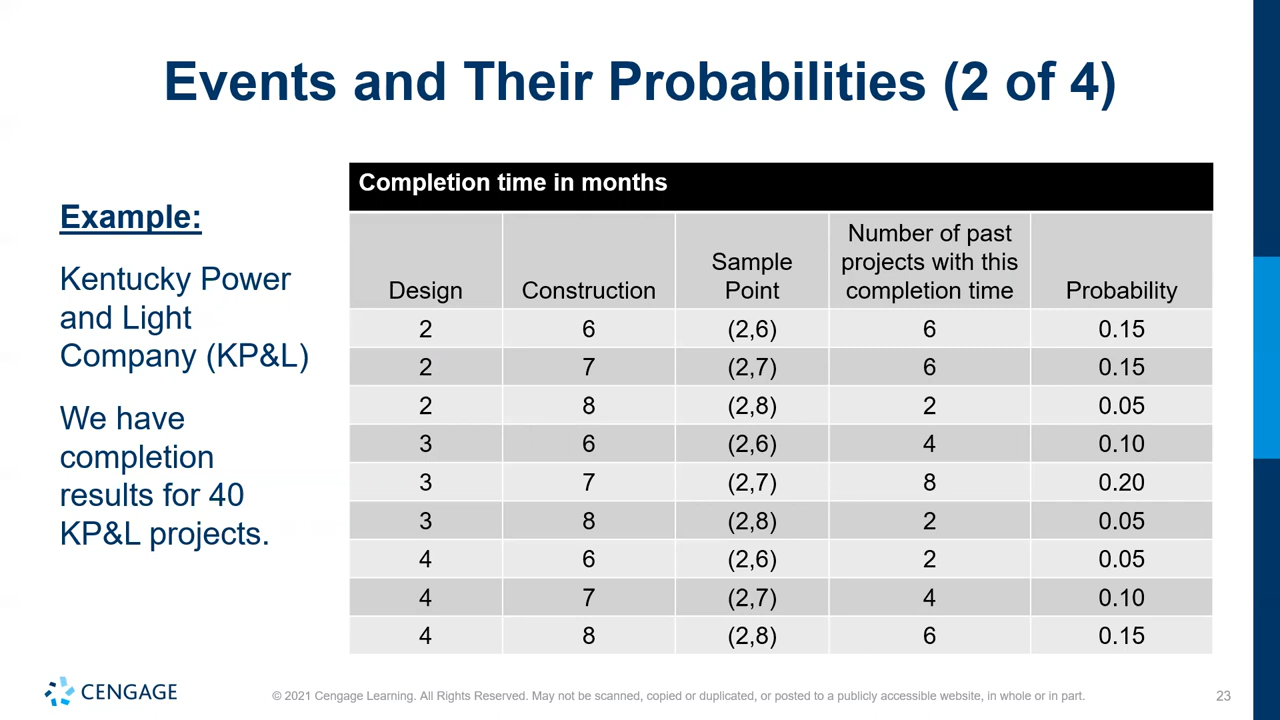 Events and Their Probabilities (2 of 4)
Example:
Kentucky Power
and Light
Company (KP&L)
We have
completion
results for 40
KP&L projects.
Completion time in months
Design Construction Sample Point Number of past projects with this completion time Probability
2 6 (2,6) 6 0.15
2 7 (2,7) 6 0.15
2 8 (2,8) 2 0.05
3 6 (2,6) 4 0.10
3 7 (2,7) 8 0.20
3 8 (2,8) 2 0.05
4 6 (2,6) 2 0.05
4 7 (2,7) 4 0.10
4 8 (2,8) 6 0.15
CENGAGE
© 2021 Cengage Learning. All Rights Reserved. May not be scanned, copied or duplicated, or posted to a publicly accessible website, in whole or in part.
23